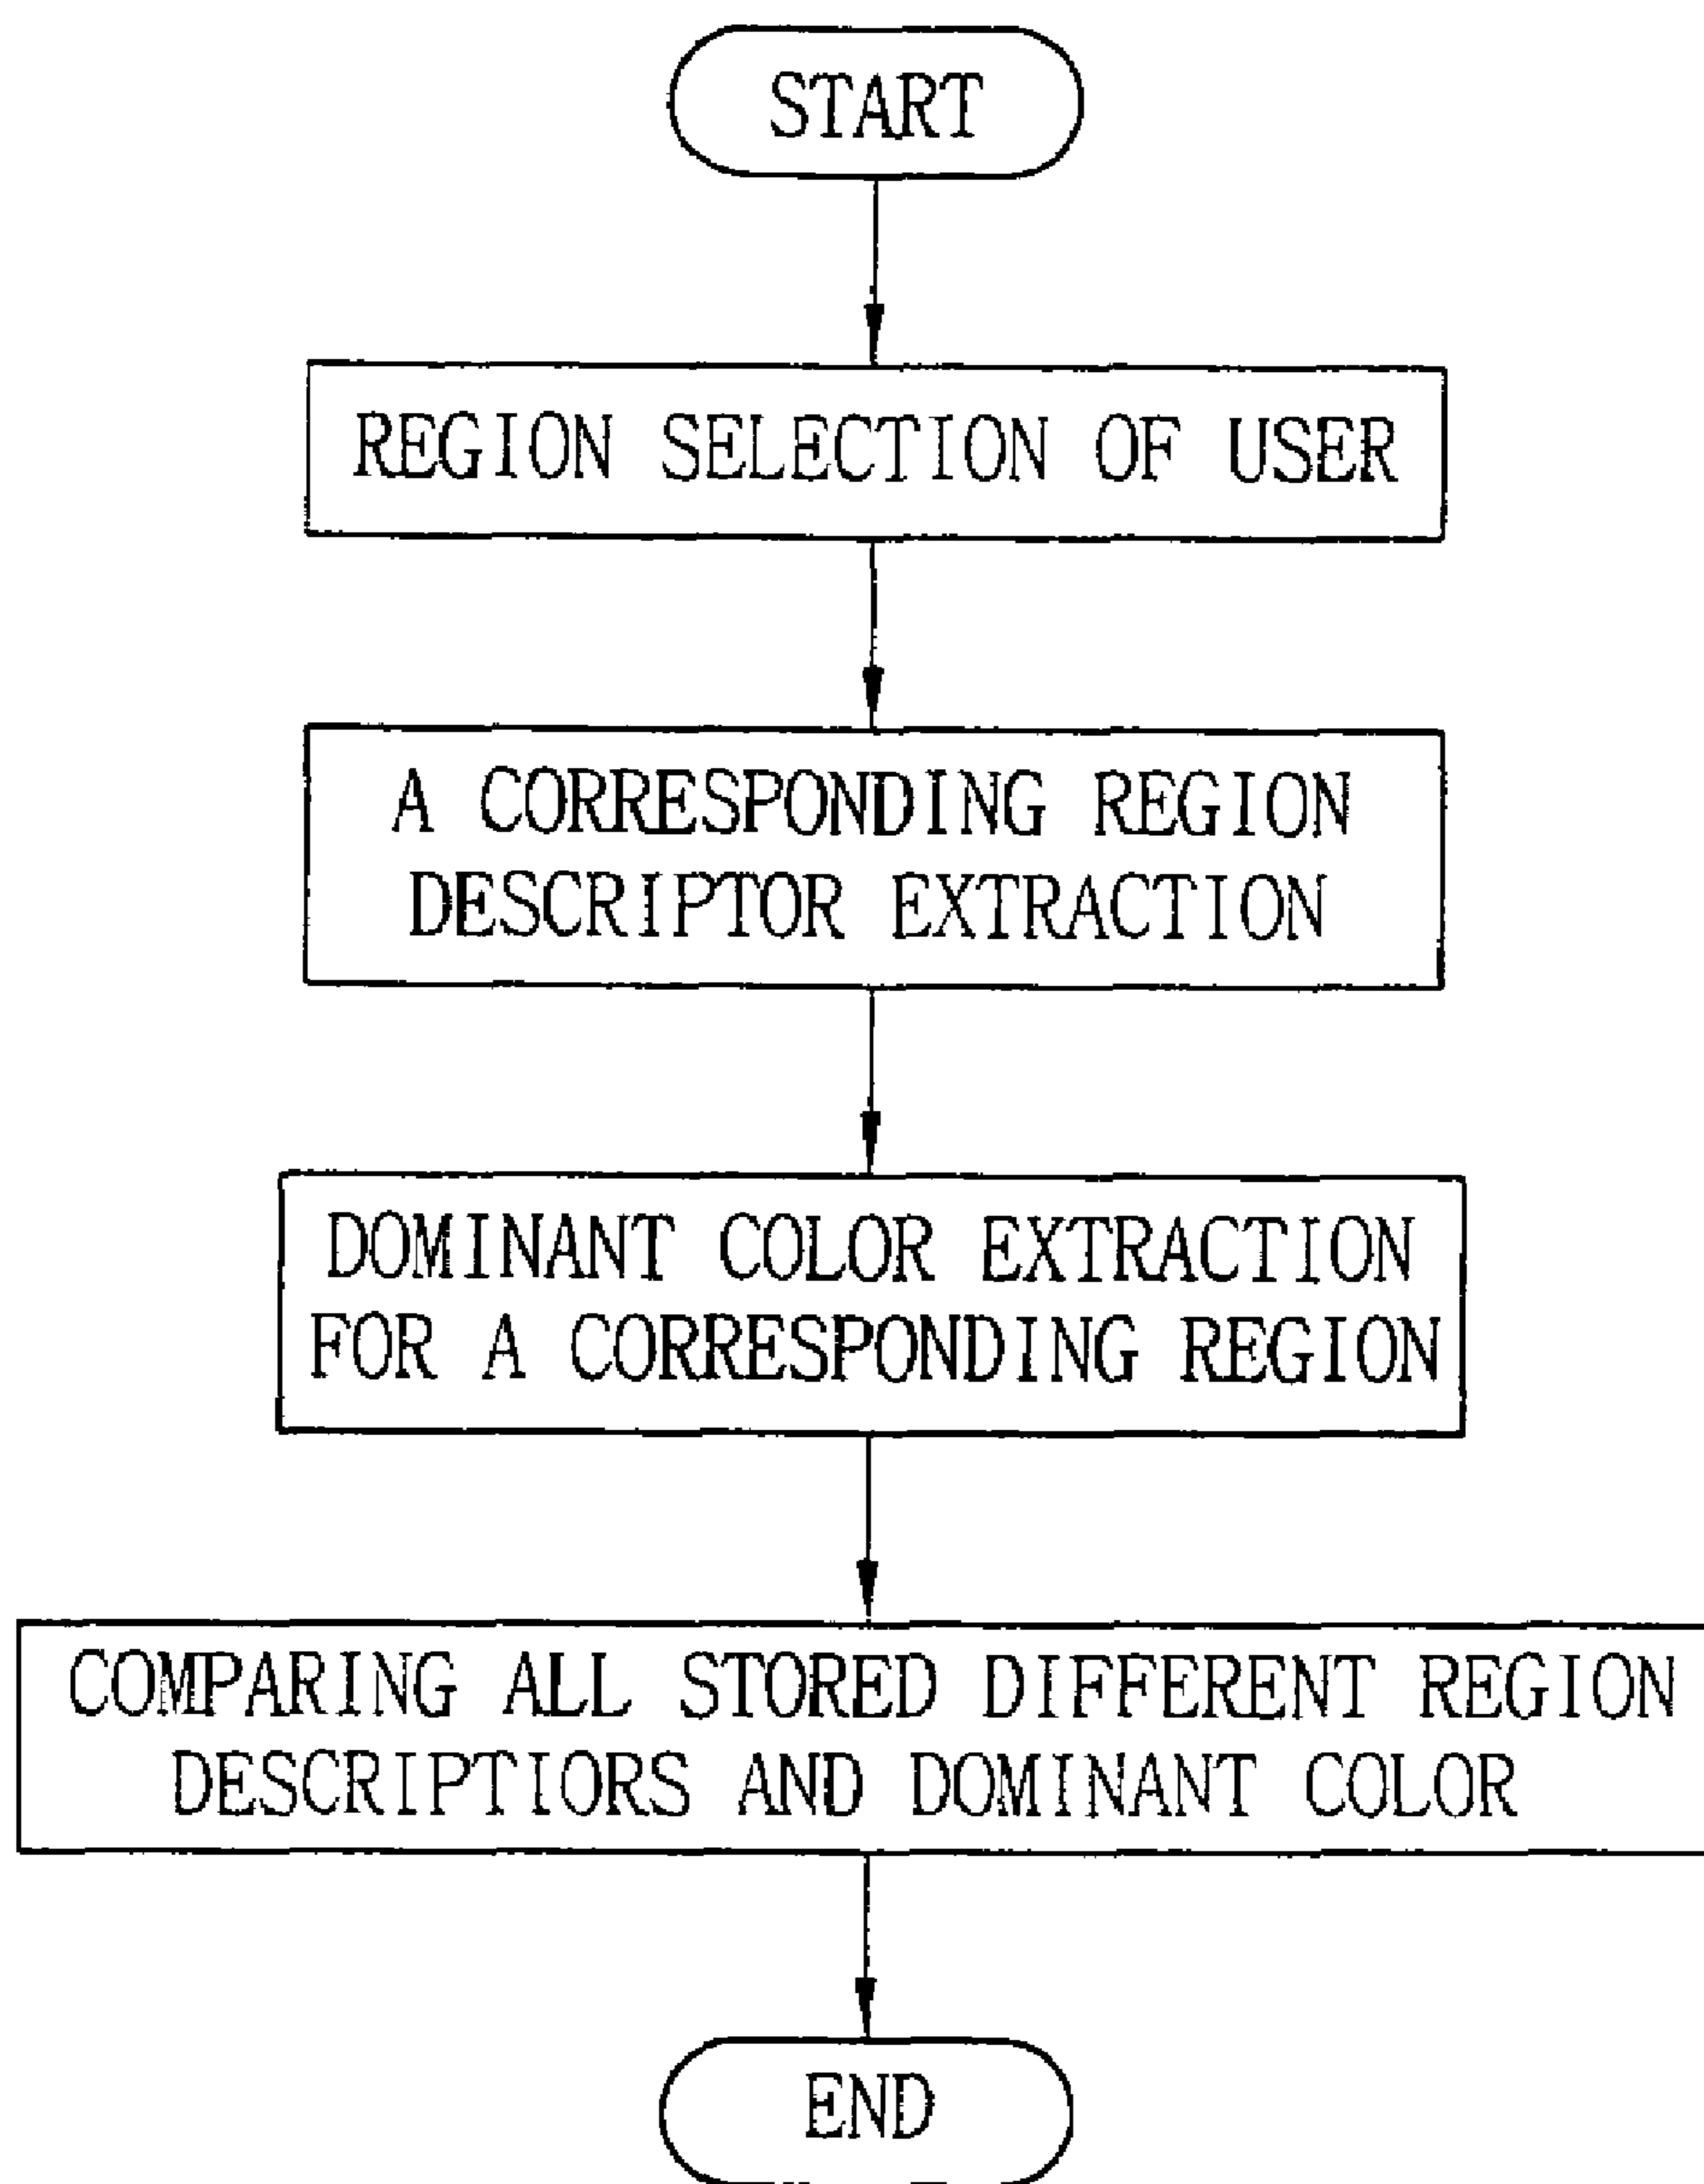 START
REGION SELECTION OF USER
A CORRESPONDING REGION
DESCRIPTOR EXTRACTION
DOMINANT COLOR EXTRACTION
FOR A CORRESPONDING REGION
COMPARING ALL STORED DIFFERENT REGION
DESCRIPTIORS AND DOMINANT COLOR
END